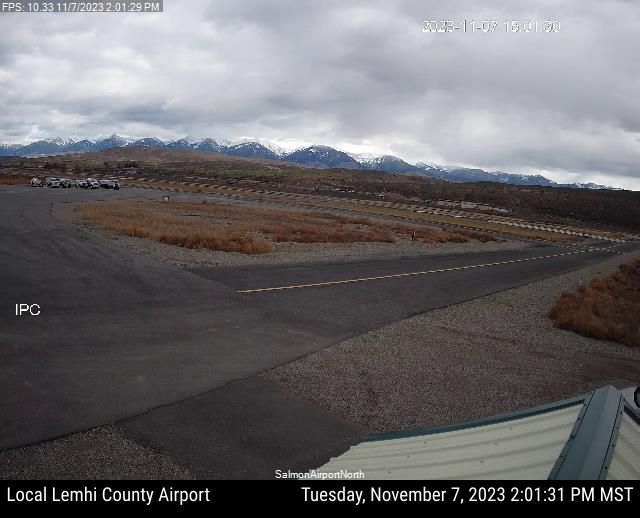 FPS: 10.33 11/7/2023 2:01:29 PM
2023-11-07 15:01:30
IPC
SalmonAirportNorth
Local Lemhi County Airport Tuesday, November 7, 2023 2:01:31 PM MST